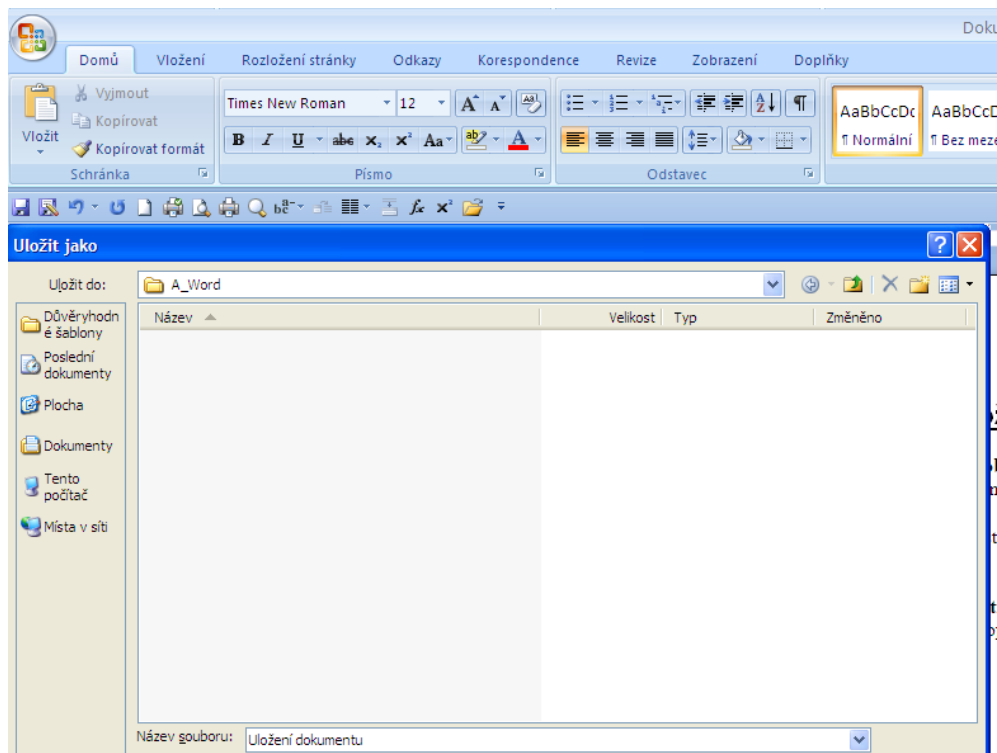 Doku
Domů Vložení Rozložení stránky Odkazy Korespondence Revize Zobrazení Doplňky
Vložit
Vyjmout
Kopírovat
Kopírovat formát
Schránka
Times New Roman 12
Písmo
Odstavec
AaBbCcDc AaBbCcD
¶ Normální ¶ Bez meze
Uložit jako
Uložit do: A_Word
Název Velikost Typ Změněno
Důvěryhodn
é šablony
Poslední
dokumenty
Plocha
Dokumenty
Tento
počítač
Místa v síti
Název souboru: Uložení dokumentu